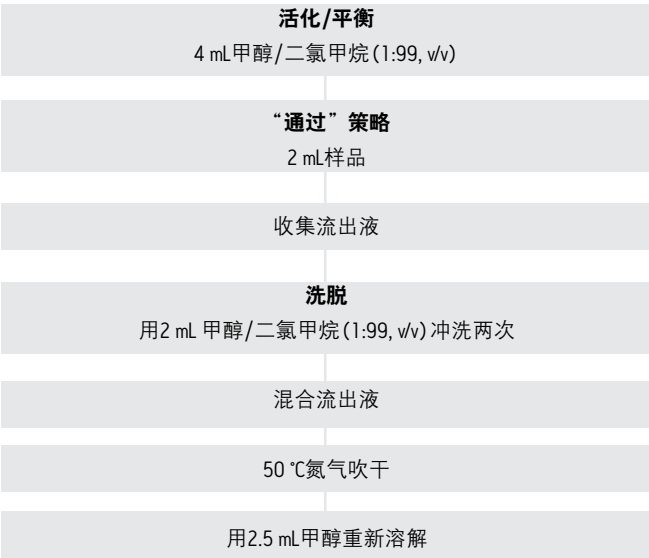 活化/平衡
4 mL甲醇/二氯甲烷(1:99, v/v)
“通过”策略
2 mL样品
收集流出液
洗脱
用2 mL 甲醇/二氯甲烷(1:99, v/v)冲洗两次
混合流出液
50 ℃氮气吹干
用2.5 mL甲醇重新溶解